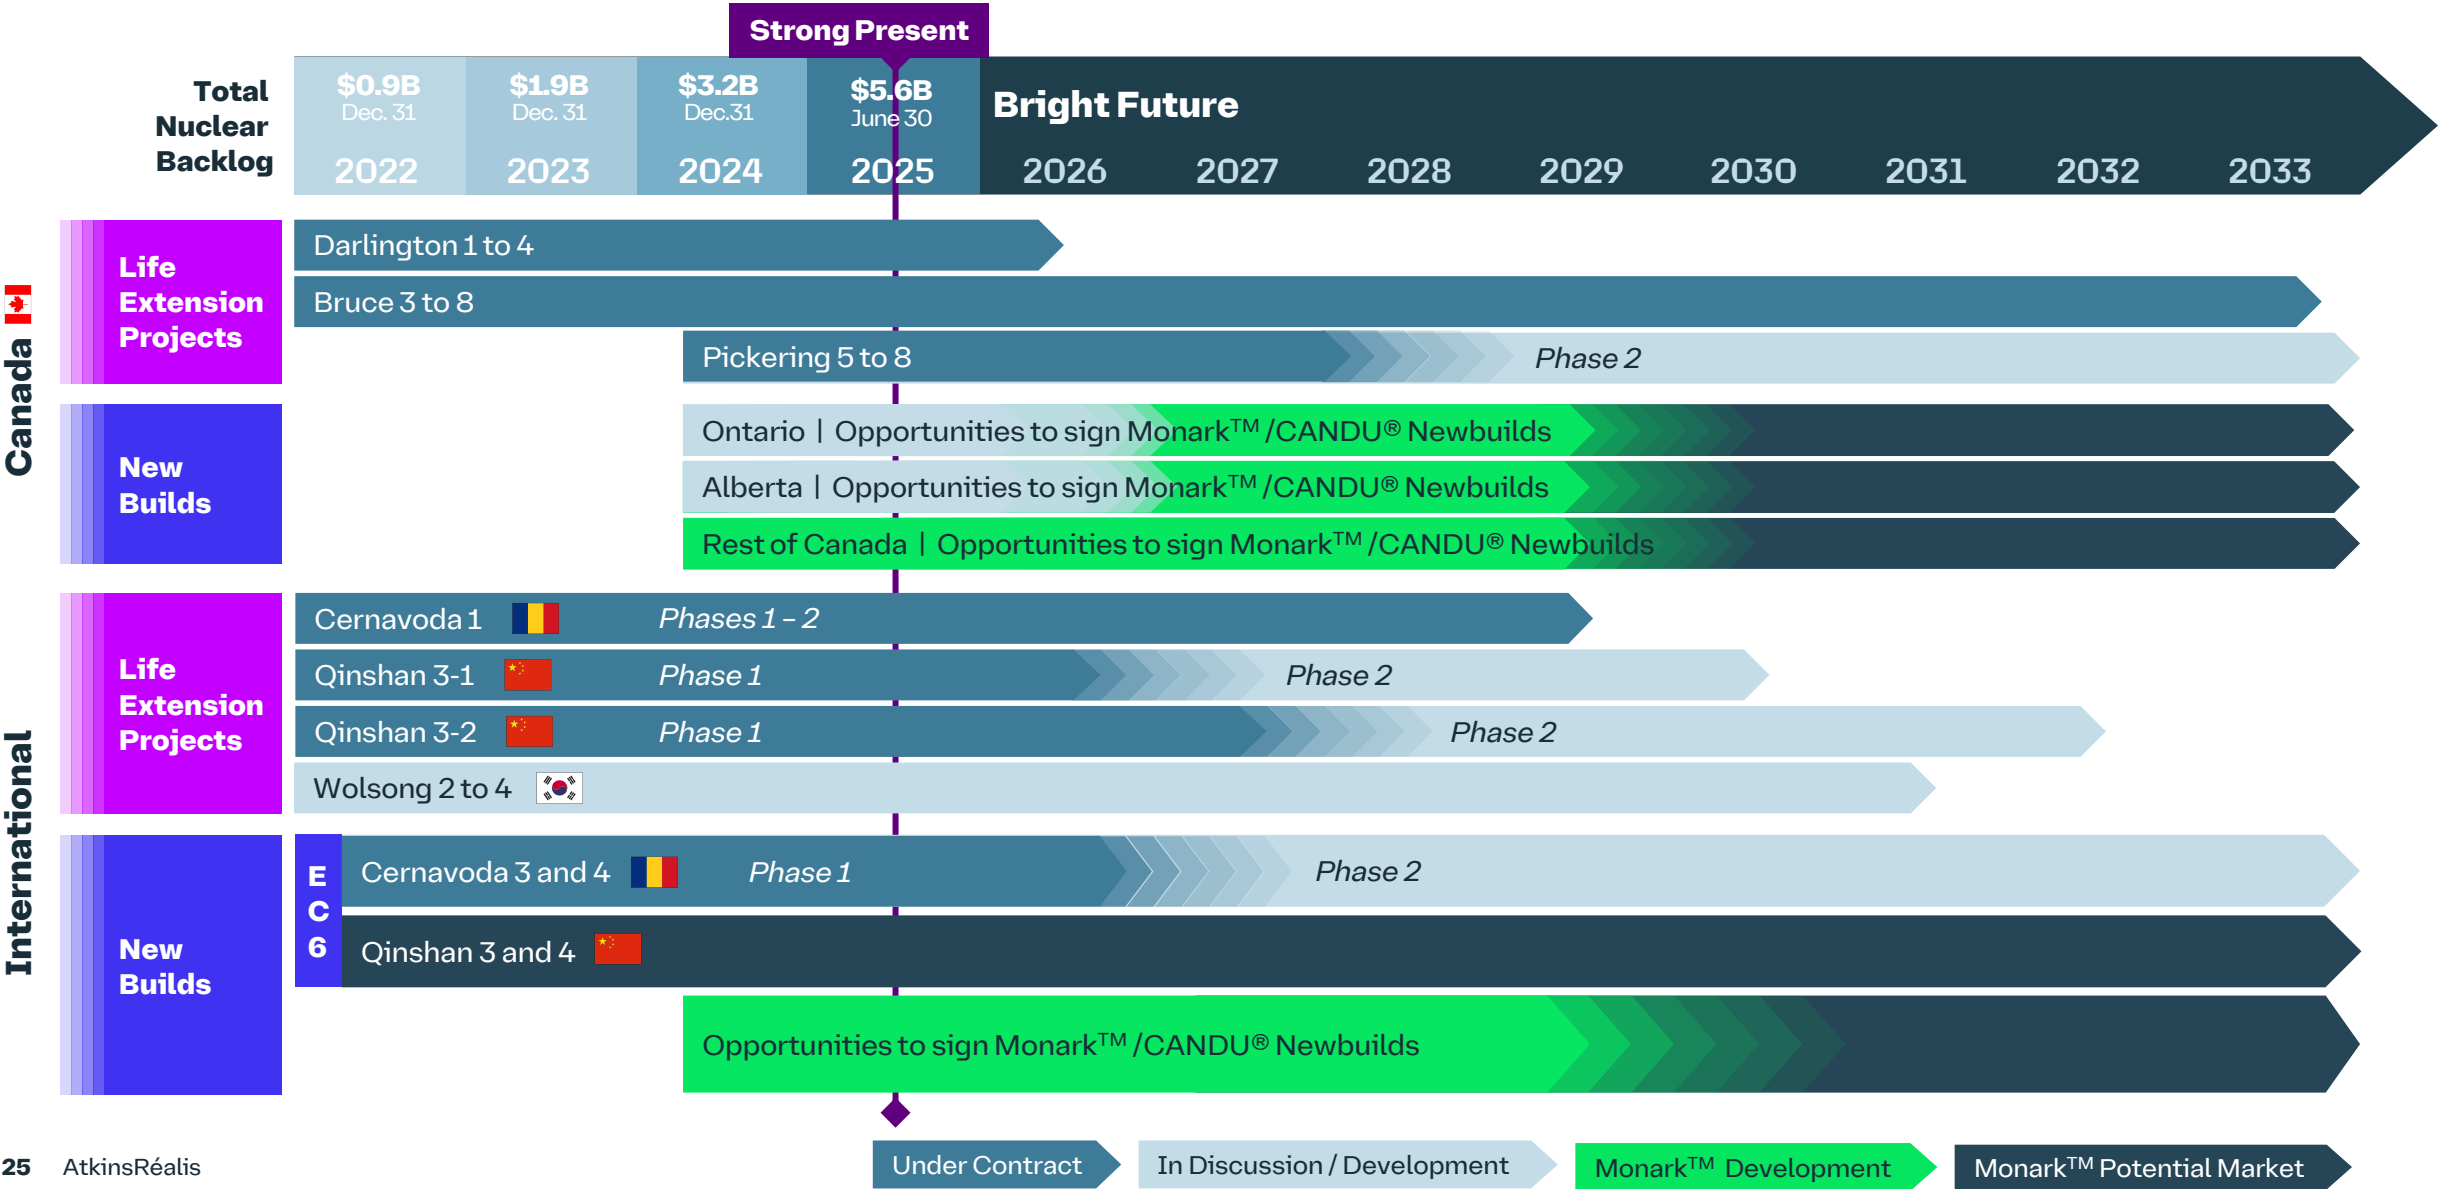 Strong Present
Total
Nuclear
Backlog
$0.9B
Dec. 31
2022
$1.9B
Dec. 31
2023
$3.2B
Dec.31
2024
$5.6B
June 30
2025
Bright Future
2026
2027
2028
2029
2030
2031
2032
2033
Canada
Life
Extension
Projects
Darlington 1 to 4
Bruce 3 to 8
Pickering 5 to 8
Phase 2
New
Builds
Ontario | Opportunities to sign Monark™/CANDU® Newbuilds
Alberta | Opportunities to sign Monark™/CANDU® Newbuilds
Rest of Canada | Opportunities to sign Monark™/CANDU® Newbuilds
International
Life
Extension
Projects
Cernavoda 1 Phases 1 – 2
Qinshan 3-1 Phase 1 Phase 2
Qinshan 3-2 Phase 1 Phase 2
Wolsong 2 to 4
New
Builds
E
C
6
Cernavoda 3 and 4 Phase 1 Phase 2
Qinshan 3 and 4
Opportunities to sign Monark™/CANDU® Newbuilds
25 AtkinsRéalis
Under Contract
In Discussion / Development
Monark™ Development
Monark™ Potential Market